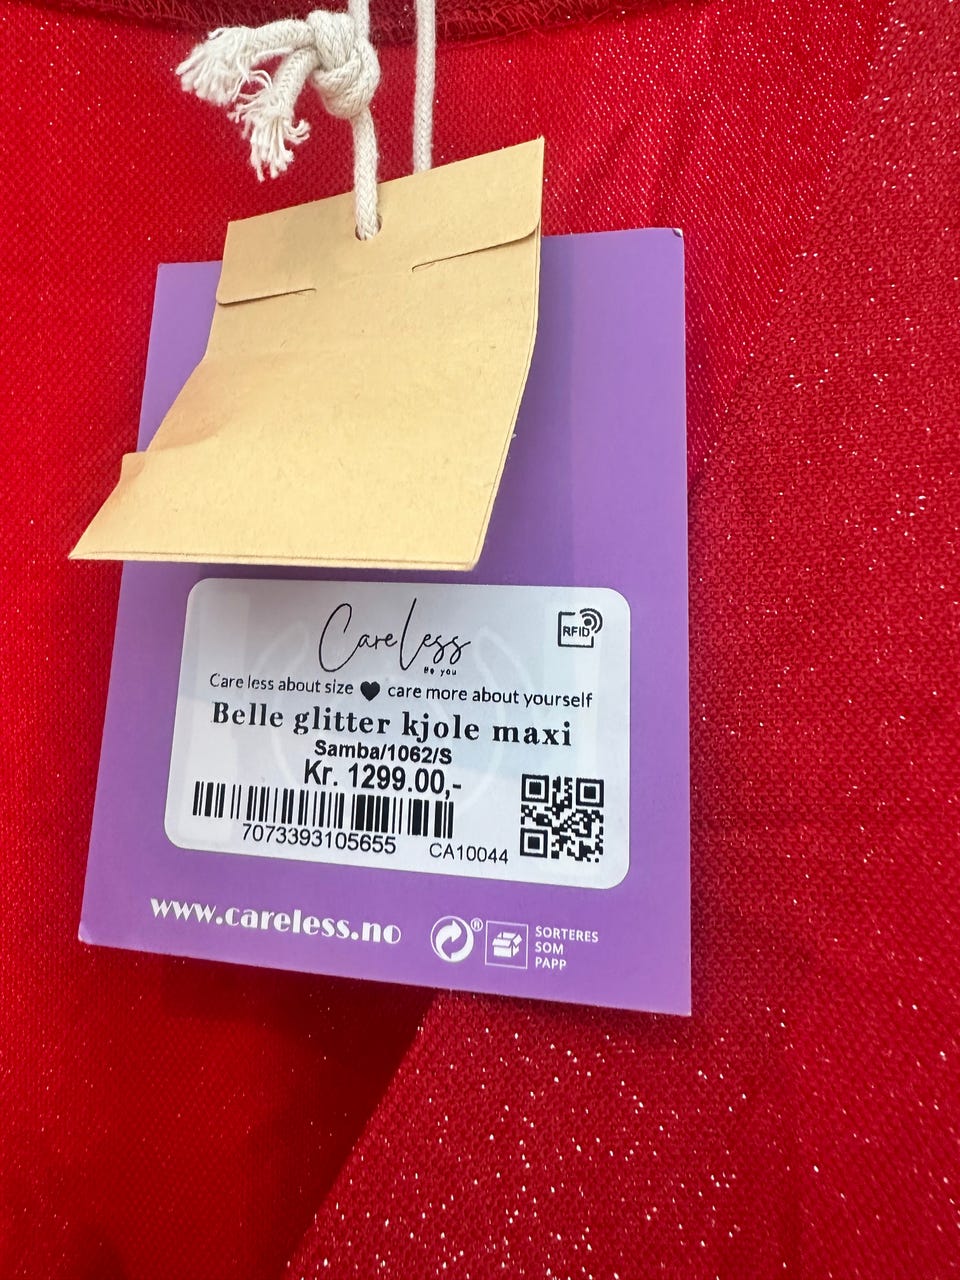 Careless
Be you
RFID
Care less about size ♥ care more about yourself
Belle glitter kjole maxi
Samba/1062/S
Kr. 1299.00,-
7073393105655
CA10044
www.careless.no
®
SORTERES
SOM
PAPP